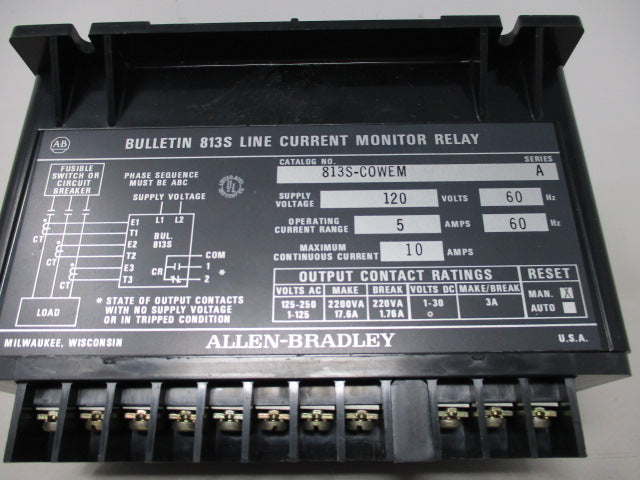 AB
BULLETIN 813S LINE CURRENT MONITOR RELAY
FUSIBLE
SWITCH OR
CIRCUIT
BREAKER
PHASE SEQUENCE
MUST BE ABC
SUPPLY VOLTAGE
L1 L2
CT
CT
CT
E1
T1
E2
T2
E3
T3
BUL.
813S
CR
COM
1
2
*
LOAD
* STATE OF OUTPUT CONTACTS
WITH NO SUPPLY VOLTAGE
OR IN TRIPPED CONDITION
UL
CATALOG NO. SERIES
813S-COWEM A
SUPPLY
VOLTAGE 120 VOLTS 60 Hz
OPERATING
CURRENT RANGE 5 AMPS 60 Hz
MAXIMUM
CONTINUOUS CURRENT 10 AMPS
OUTPUT CONTACT RATINGS
VOLTS AC MAKE BREAK VOLTS DC MAKE/BREAK
125-250 2200VA 220VA 1-30 3A
1-125 17.6A 1.76A
RESET
MAN. X
AUTO
MILWAUKEE, WISCONSIN ALLEN-BRADLEY U.S.A.